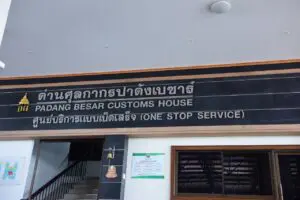 ด่านศุลกากรปาดังเบซาร์
PADANG BESAR CUSTOMS HOUSE
ศูนย์บริการแบบเบ็ดเสร็จ (ONE STOP SERVICE)